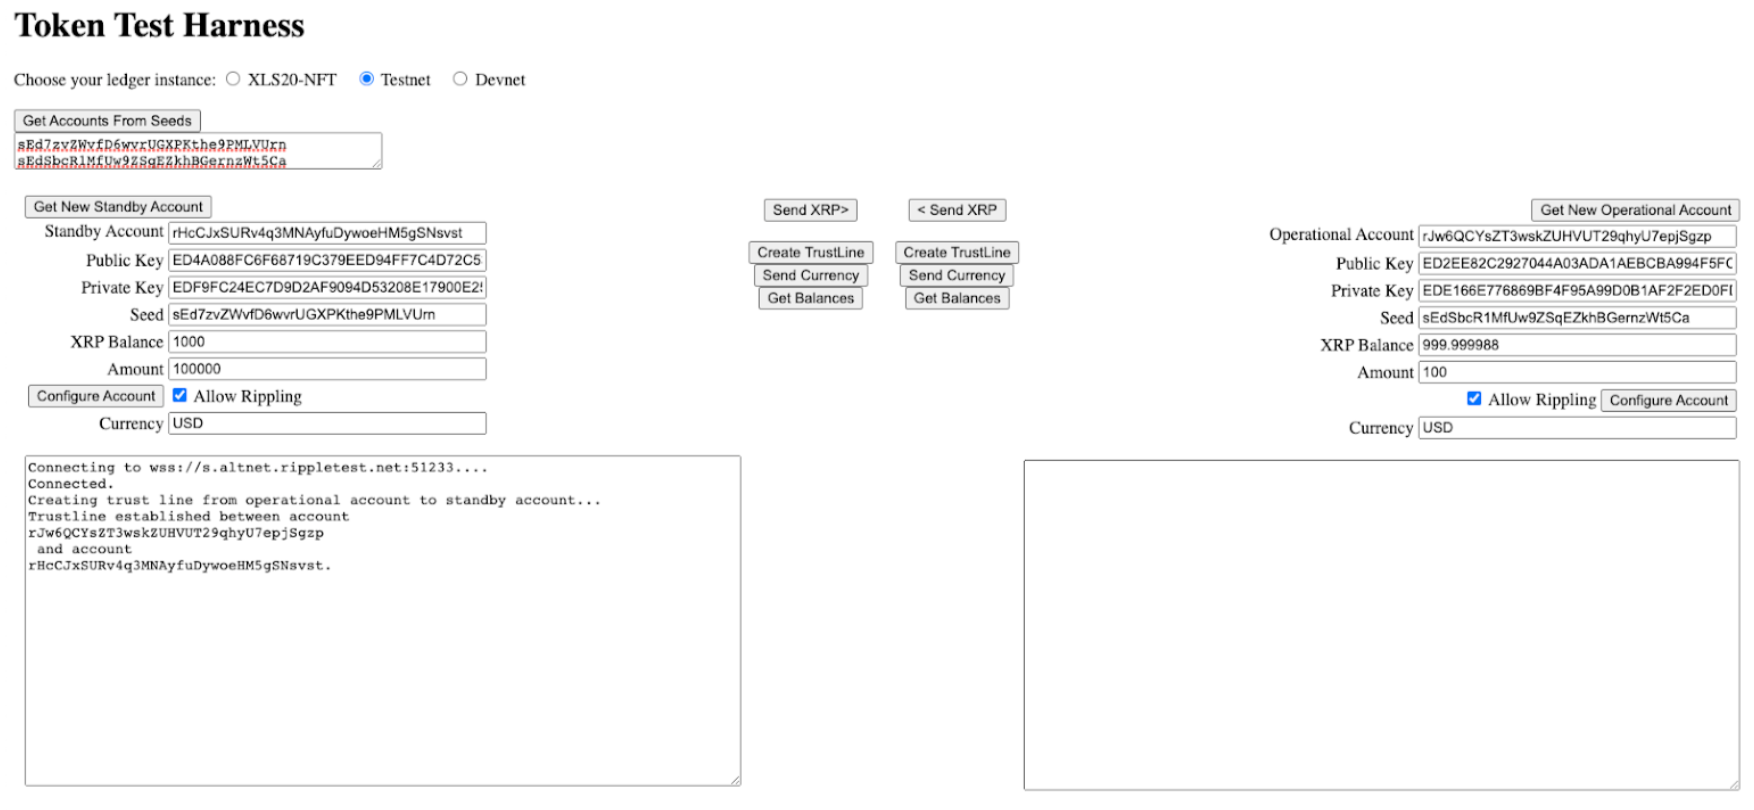 Token Test Harness
Choose your ledger instance: XLS20-NFT Testnet Devnet
Get Accounts From Seeds
sEd7zvZWvfD6wvrUGXPKthe9PMLVUrn
sEdSbcR1MfUw9ZSqEZkhBGernzWt5Ca
Get New Standby Account
Standby Account rHcCJxSURv4q3MNAyfuDywoeHM5gSNsvst
Public Key ED4A088FC6F68719C379EED94FF7C4D72C5
Private Key EDF9FC24EC7D9D2AF9094D53208E17900E2
Seed sEd7zvZWvfD6wvrUGXPKthe9PMLVUrn
XRP Balance 1000
Amount 100000
Configure Account Allow Rippling
Currency USD
Send XRP> < Send XRP
Create TrustLine Create TrustLine
Send Currency Send Currency
Get Balances Get Balances
Get New Operational Account
Operational Account rJw6QCYsZT3wskZUHVUT29qhyU7epjSgzp
Public Key ED2EE82C2927044A03ADA1AEBCBA994F5FC
Private Key EDE166E776869BF4F95A99D0B1AF2F2ED0F
Seed sEdSbcR1MfUw9ZSqEZkhBGernzWt5Ca
XRP Balance 999.999988
Amount 100
Allow Rippling Configure Account
Currency USD
Connecting to wss://s.altnet.rippletest.net:51233....
Connected.
Creating trust line from operational account to standby account...
Trustline established between account
rJw6QCYsZT3wskZUHVUT29qhyU7epjSgzp
and account
rHcCJxSURv4q3MNAyfuDywoeHM5gSNsvst.